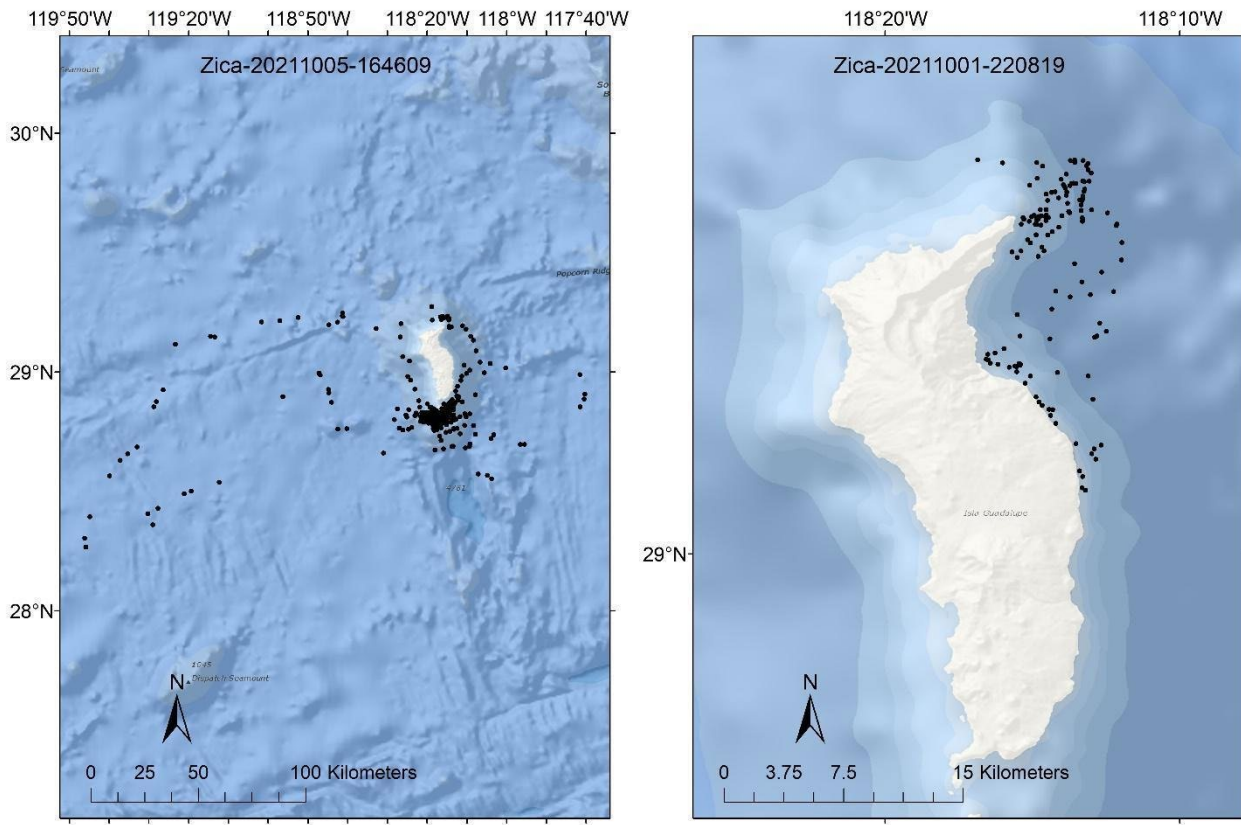 119°50'W 119°20'W 118°50'W 118°20'W 118°W 117°40'W
Zica-20211005-164609
30°N
29°N
28°N
Popcorn Ridg
4761
Dispatch Seamount
N
0 25 50 100 Kilometers
118°20'W 118°10'W
Zica-20211001-220819
Isla Guadalupe
29°N
N
0 3.75 7.5 15 Kilometers